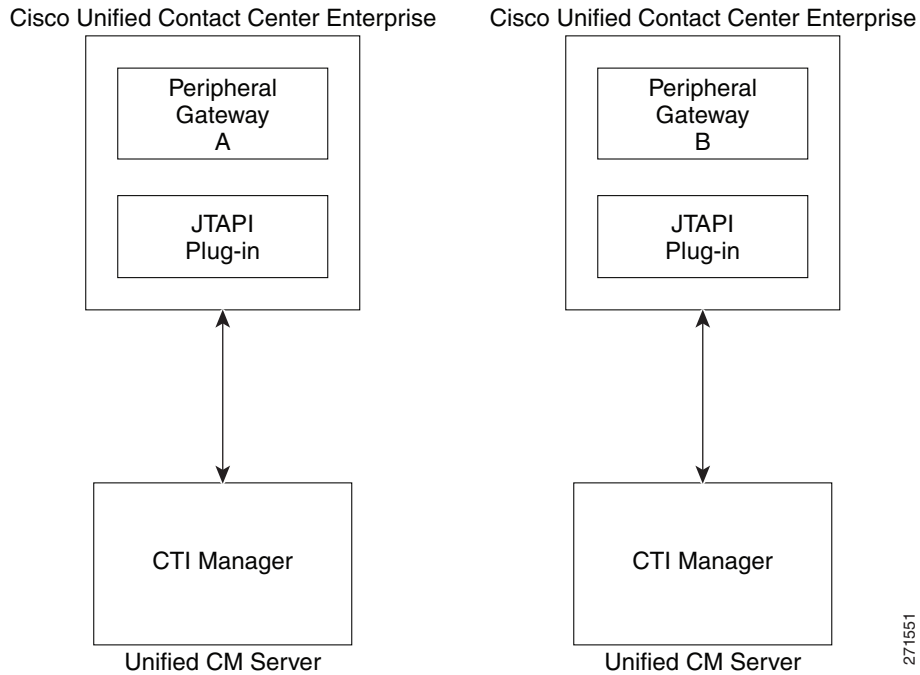 Cisco Unified Contact Center Enterprise
Peripheral
Gateway
A
JTAPI
Plug-in
CTI Manager
Unified CM Server
Cisco Unified Contact Center Enterprise
Peripheral
Gateway
B
JTAPI
Plug-in
CTI Manager
Unified CM Server
271551